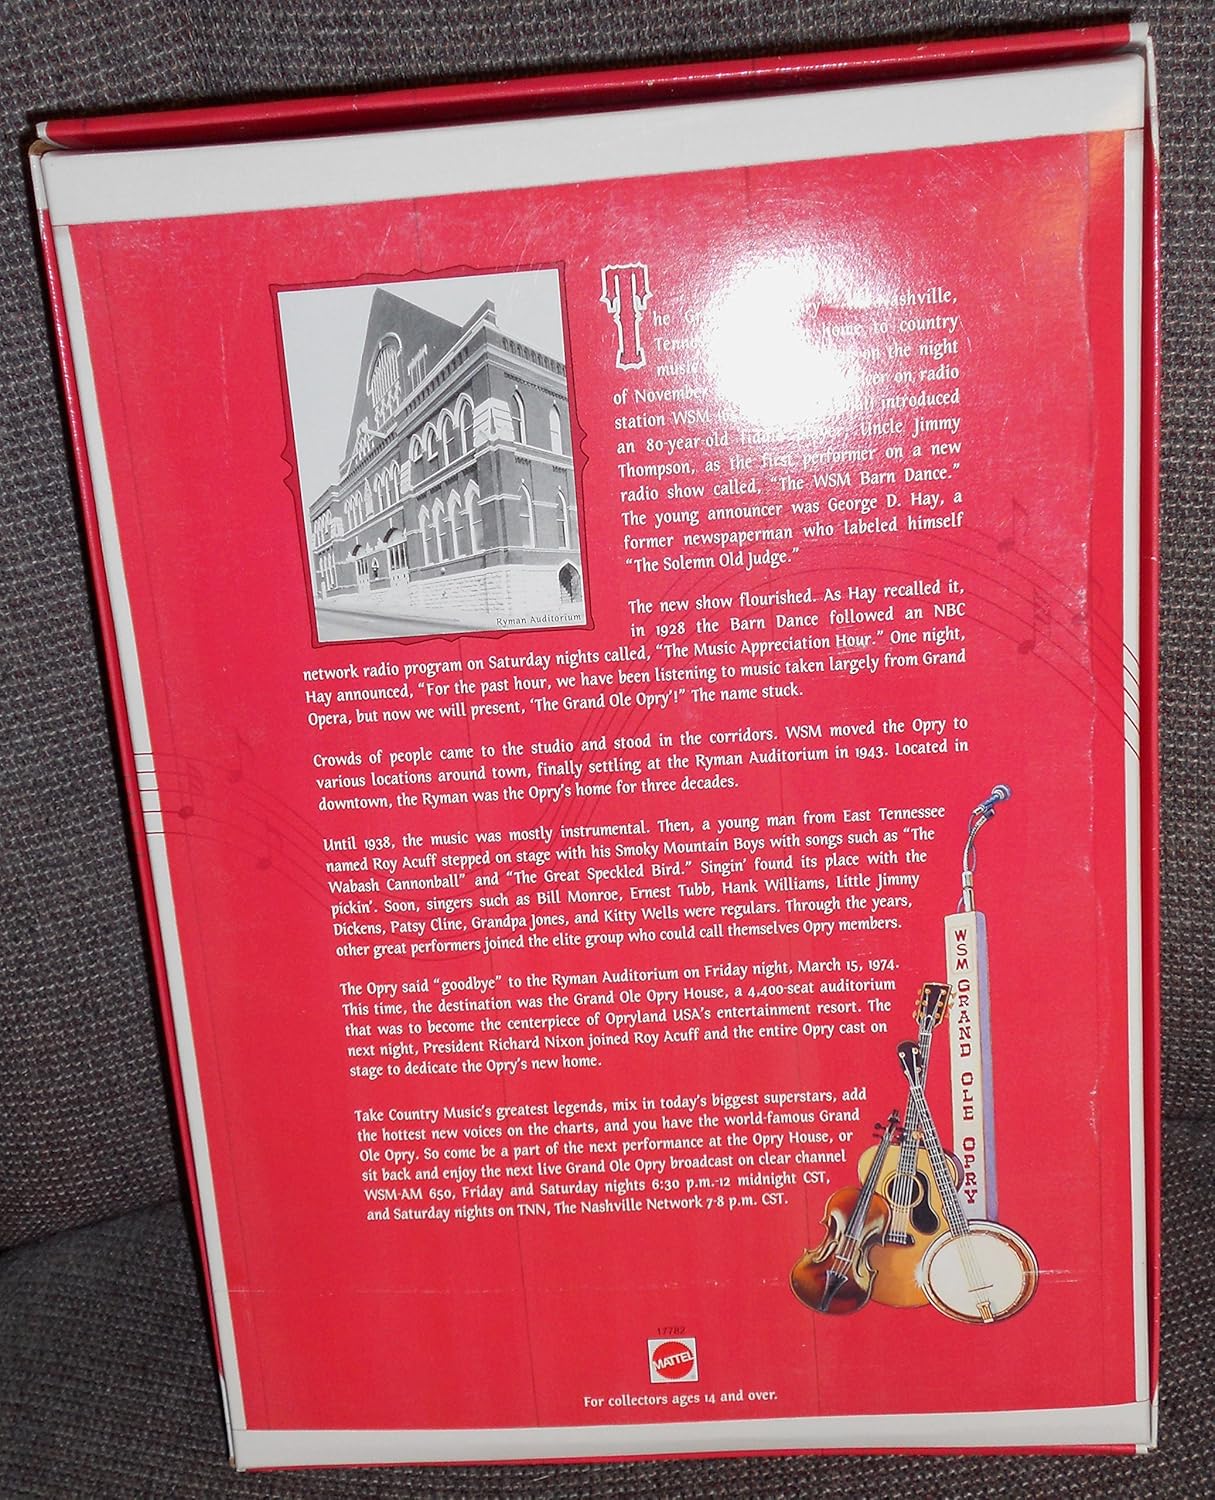 Ryman Auditorium
The Nashville,
Tenn home to country
music on the night
of November on radio
station WSM introduced
an 80-year-old Uncle Jimmy
Thompson, as the first performer on a new
radio show called, “The WSM Barn Dance.”
The young announcer was George D. Hay, a
former newspaperman who labeled himself
“The Solemn Old Judge.”
The new show flourished. As Hay recalled it,
in 1928 the Barn Dance followed an NBC
network radio program on Saturday nights called, “The Music Appreciation Hour.” One night,
Hay announced, “For the past hour, we have been listening to music taken largely from Grand
Opera, but now we will present, ‘The Grand Ole Opry’!” The name stuck.
Crowds of people came to the studio and stood in the corridors. WSM moved the Opry to
various locations around town, finally settling at the Ryman Auditorium in 1943. Located in
downtown, the Ryman was the Opry’s home for three decades.
Until 1938, the music was mostly instrumental. Then, a young man from East Tennessee
named Roy Acuff stepped on stage with his Smoky Mountain Boys with songs such as “The
Wabash Cannonball” and “The Great Speckled Bird.” Singin’ found its place with the
pickin’. Soon, singers such as Bill Monroe, Ernest Tubb, Hank Williams, Little Jimmy
Dickens, Patsy Cline, Grandpa Jones, and Kitty Wells were regulars. Through the years,
other great performers joined the elite group who could call themselves Opry members.
The Opry said “goodbye” to the Ryman Auditorium on Friday night, March 15, 1974.
This time, the destination was the Grand Ole Opry House, a 4,400-seat auditorium
that was to become the centerpiece of Opryland USA’s entertainment resort. The
next night, President Richard Nixon joined Roy Acuff and the entire Opry cast on
stage to dedicate the Opry’s new home.
Take Country Music’s greatest legends, mix in today’s biggest superstars, add
the hottest new voices on the charts, and you have the world-famous Grand
Ole Opry. So come be a part of the next performance at the Opry House, or
sit back and enjoy the next live Grand Ole Opry broadcast on clear channel
WSM-AM 650, Friday and Saturday nights 6:30 p.m.-12 midnight CST,
and Saturday nights on TNN, The Nashville Network 7-8 p.m. CST.
WSM GRAND OLE OPRY
17782
MATTEL
For collectors ages 14 and over.